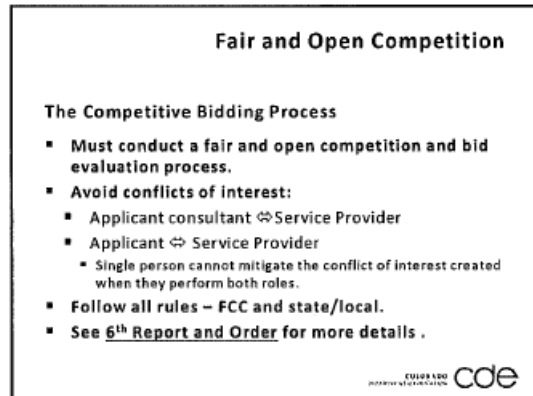 Fair and Open Competition
The Competitive Bidding Process
▪ Must conduct a fair and open competition and bid
evaluation process.
▪ Avoid conflicts of interest:
▪ Applicant consultant ⇔Service Provider
▪ Applicant ⇔ Service Provider
▪ Single person cannot mitigate the conflict of interest created
when they perform both roles.
▪ Follow all rules – FCC and state/local.
▪ See 6th Report and Order for more details .
COLORADO
cde